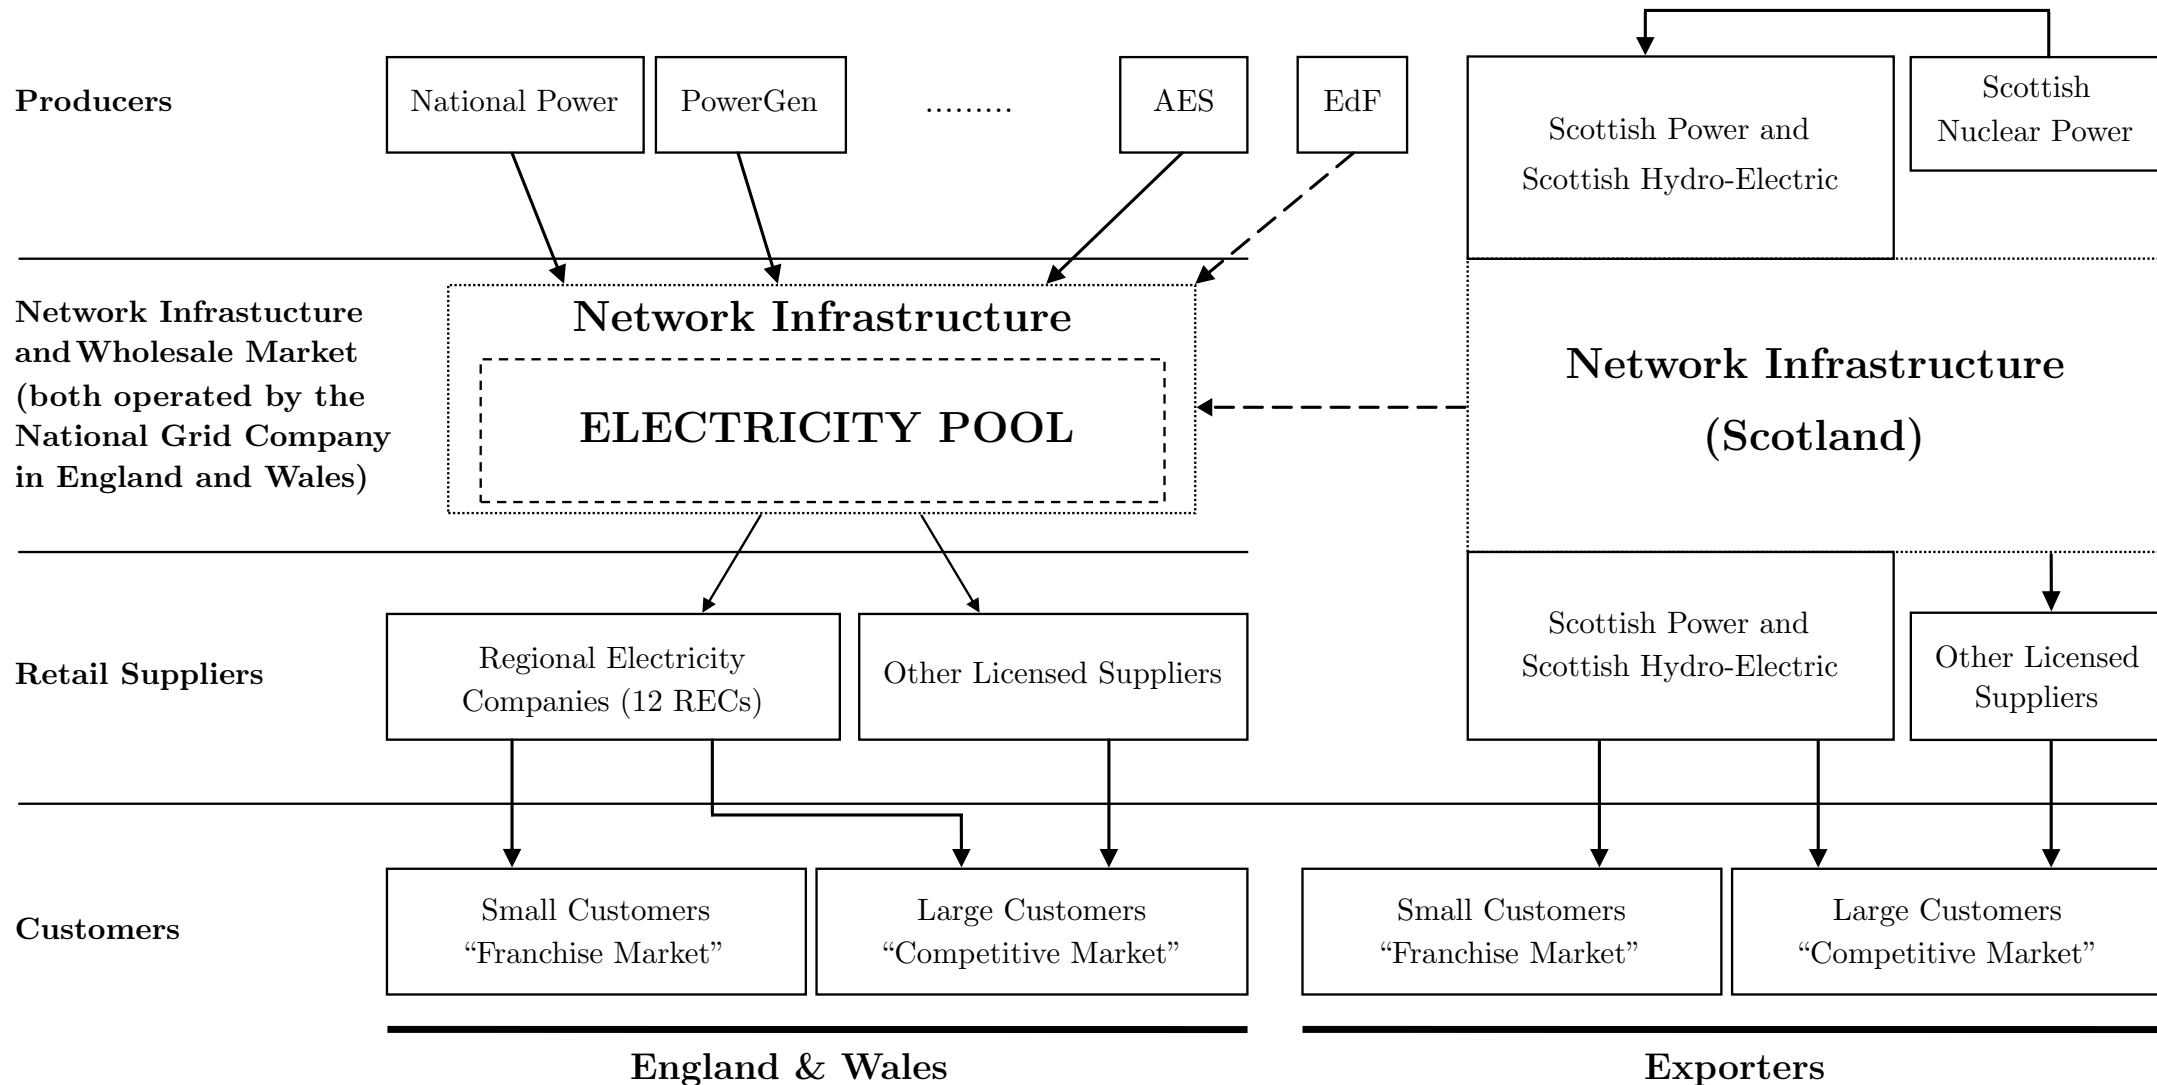 Producers
National Power
PowerGen
.........
AES
EdF
Scottish Power and
Scottish Hydro-Electric
Scottish
Nuclear Power
Network Infrastucture
and Wholesale Market
(both operated by the
National Grid Company
in England and Wales)
Network Infrastructure
ELECTRICITY POOL
Network Infrastructure
(Scotland)
Retail Suppliers
Regional Electricity
Companies (12 RECs)
Other Licensed Suppliers
Scottish Power and
Scottish Hydro-Electric
Other Licensed
Suppliers
Customers
Small Customers
“Franchise Market”
Large Customers
“Competitive Market”
Small Customers
“Franchise Market”
Large Customers
“Competitive Market”
England & Wales
Exporters